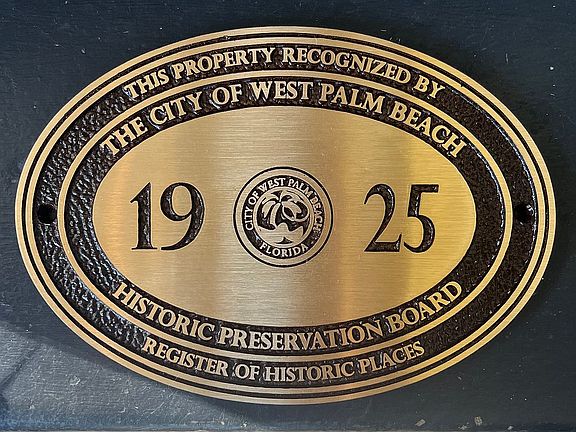 THIS PROPERTY RECOGNIZED BY
THE CITY OF WEST PALM BEACH
19
CITY OF WEST PALM BEACH
FLORIDA
25
HISTORIC PRESERVATION BOARD
REGISTER OF HISTORIC PLACES